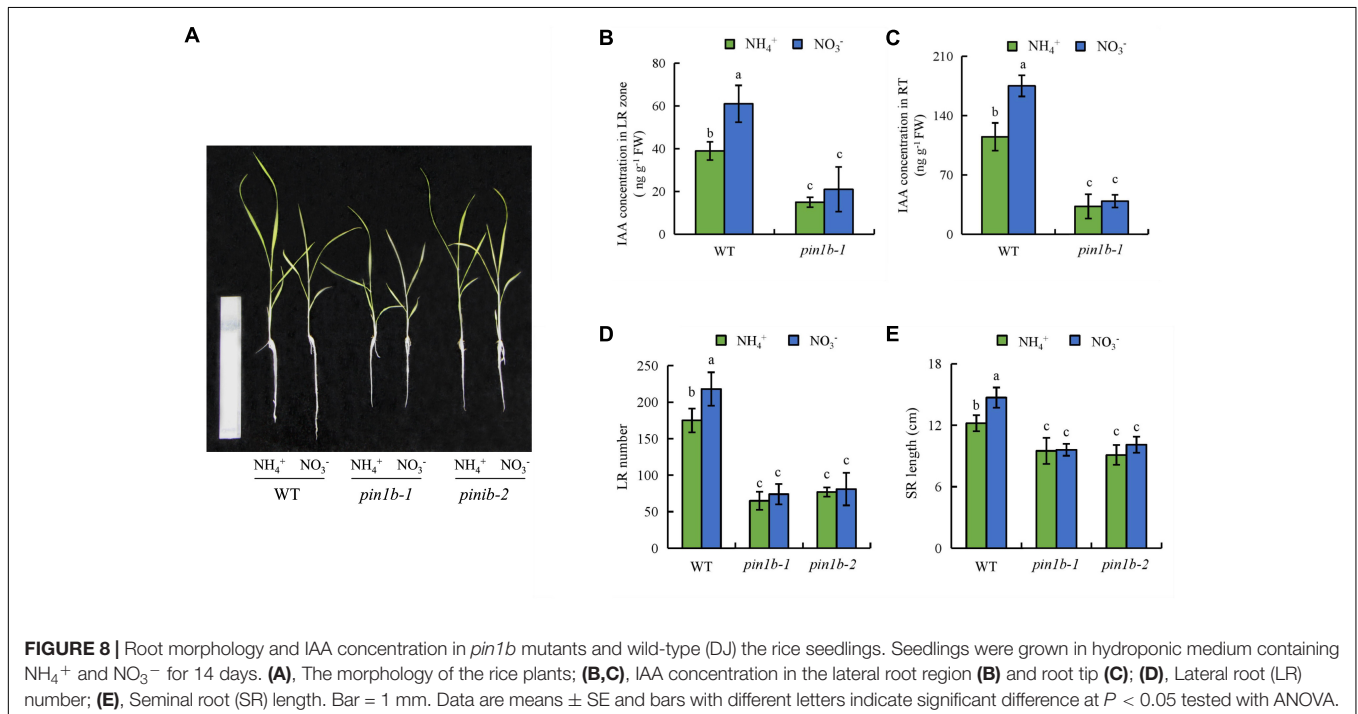 A
NH₄⁺ NO₃⁻ NH₄⁺ NO₃⁻ NH₄⁺ NO₃⁻
WT pin1b-1 pinib-2
B
NH₄⁺ NO₃⁻
IAA concentration in LR zone
( ng g⁻¹ FW)
80
60
40
20
0
b a c c
WT pin1b-1
C
NH₄⁺ NO₃⁻
IAA concentration in RT
(ng g⁻¹ FW)
210
140
70
0
b a c c
WT pin1b-1
D
NH₄⁺ NO₃⁻
LR number
250
200
150
100
50
0
b a c c c c
WT pin1b-1 pin1b-2
E
NH₄⁺ NO₃⁻
SR length (cm)
18
12
6
0
b a c c c c
WT pin1b-1 pin1b-2
FIGURE 8 | Root morphology and IAA concentration in pin1b mutants and wild-type (DJ) the rice seedlings. Seedlings were grown in hydroponic medium containing
NH₄⁺ and NO₃⁻ for 14 days. (A), The morphology of the rice plants; (B,C), IAA concentration in the lateral root region (B) and root tip (C); (D), Lateral root (LR)
number; (E), Seminal root (SR) length. Bar = 1 mm. Data are means ± SE and bars with different letters indicate significant difference at P < 0.05 tested with ANOVA.